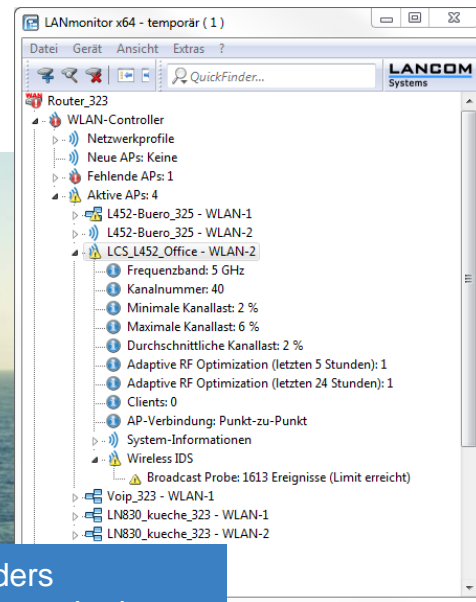 LANmonitor x64 - temporär ( 1 )
Datei Gerät Ansicht Extras ?
QuickFinder...
LANCOM
Systems
WAN
Router_323
WLAN-Controller
Netzwerkprofile
Neue APs: Keine
Fehlende APs: 1
Aktive APs: 4
L452-Buero_325 - WLAN-1
L452-Buero_325 - WLAN-2
LCS_L452_Office - WLAN-2
Frequenzband: 5 GHz
Kanalnummer: 40
Minimale Kanallast: 2 %
Maximale Kanallast: 6 %
Durchschnittliche Kanallast: 2 %
Adaptive RF Optimization (letzten 5 Stunden): 1
Adaptive RF Optimization (letzten 24 Stunden): 1
Clients: 0
AP-Verbindung: Punkt-zu-Punkt
System-Informationen
Wireless IDS
Broadcast Probe: 1613 Ereignisse (Limit erreicht)
Voip_323 - WLAN-1
LN830_kueche_323 - WLAN-1
LN830_kueche_323 - WLAN-2
ders